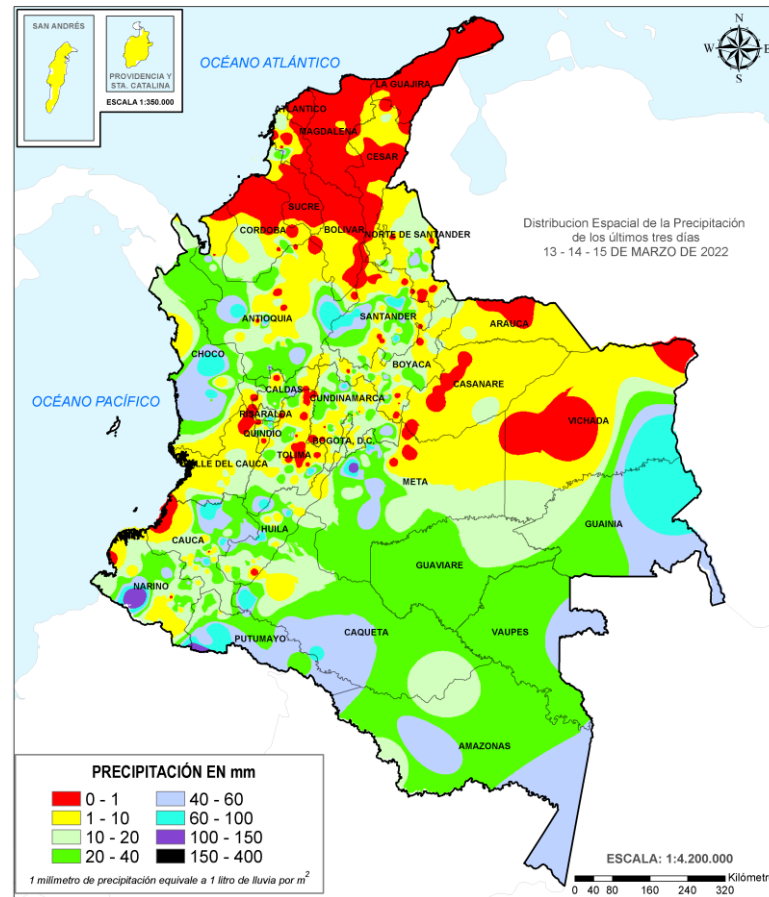 SAN ANDRÉS
PROVIDENCIA Y
STA. CATALINA
ESCALA 1:350.000
OCÉANO ATLÁNTICO
N
W
E
S
LA GUAJIRA
ATLANTICO
MAGDALENA
CESAR
SUCRE
CORDOBA
BOLIVAR
NORTE DE SANTANDER
Distribucion Espacial de la Precipitación
de los últimos tres días
13 - 14 - 15 DE MARZO DE 2022
ANTIOQUIA
SANTANDER
ARAUCA
CHOCO
BOYACA
CASANARE
OCÉANO PACÍFICO
CALDAS
CUNDINAMARCA
RISARALDA
VICHADA
QUINDIO
BOGOTA, D.C.
TOLIMA
VALLE DEL CAUCA
META
CAUCA
HUILA
GUAINIA
GUAVIARE
NARIÑO
PUTUMAYO
CAQUETA
VAUPES
AMAZONAS
PRECIPITACIÓN EN mm
0 - 1
40 - 60
1 - 10
60 - 100
10 - 20
100 - 150
20 - 40
150 - 400
1 milímetro de precipitación equivale a 1 litro de lluvia por m²
ESCALA: 1:4.200.000
Kilómet
0 40 80 160 240 320